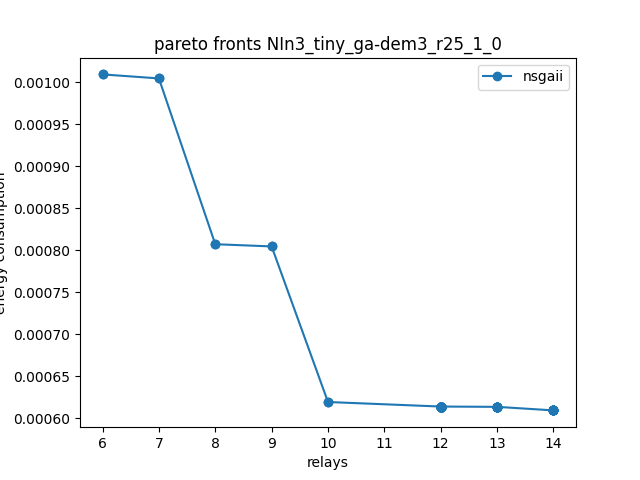 pareto fronts NIn3_tiny_ga-dem3_r25_1_0
nsgaii
0.00100
0.00095
0.00090
0.00085
0.00080
0.00075
0.00070
0.00065
0.00060
energy consumption
6 7 8 9 10 11 12 13 14
relays